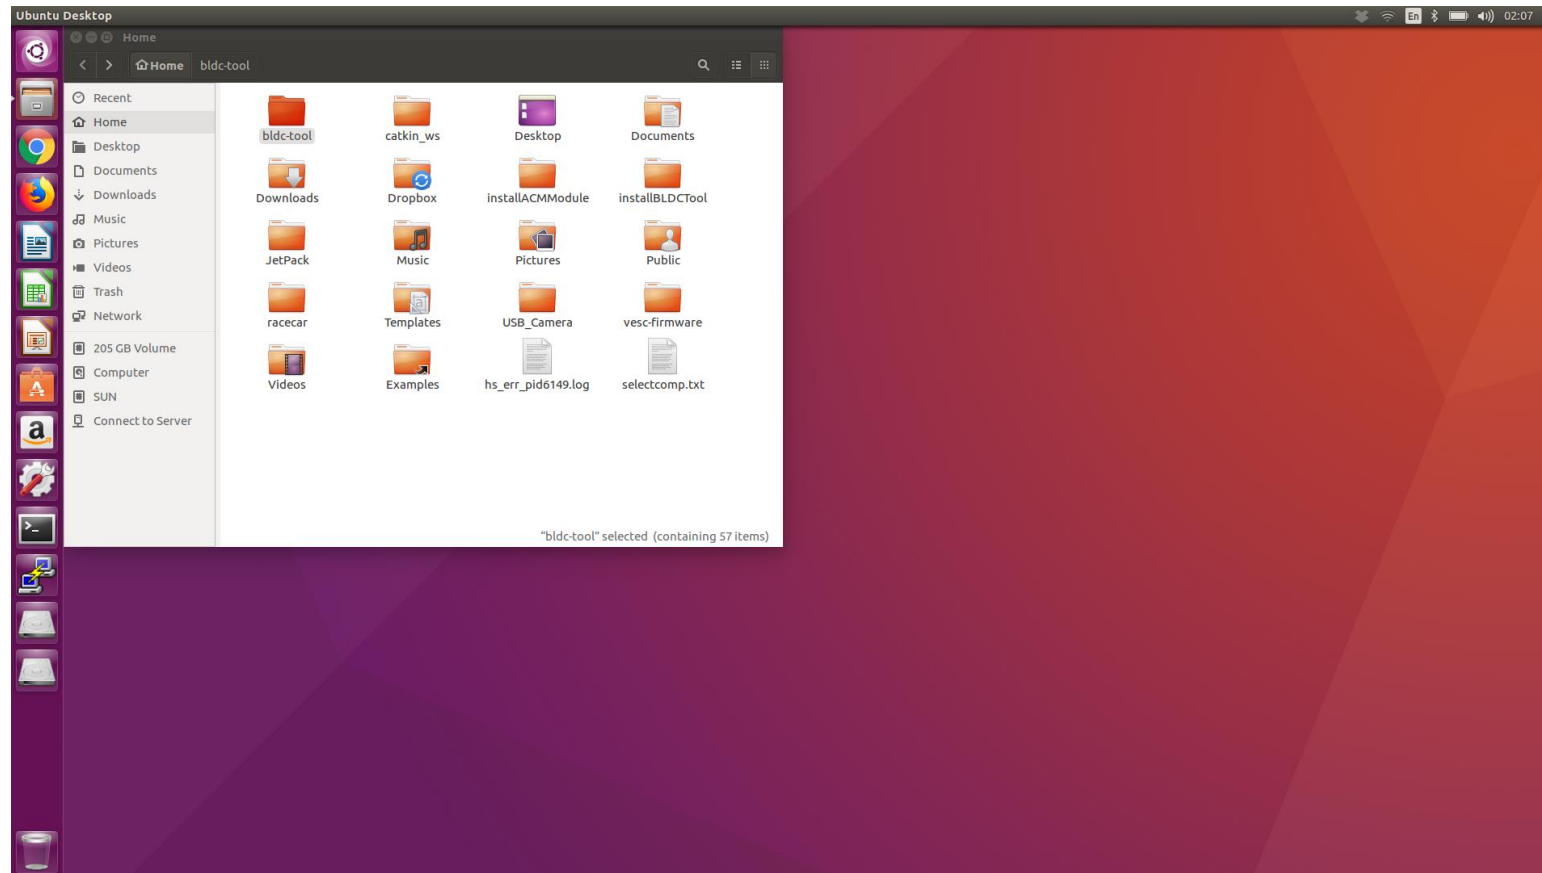 Ubuntu Desktop
En
02:07
Home
Home
bldc-tool
Recent
Home
Desktop
Documents
Downloads
Music
Pictures
Videos
Trash
Network
205 GB Volume
Computer
SUN
Connect to Server
bldc-tool
catkin_ws
Desktop
Documents
Downloads
Dropbox
installACMModule
installBLDCTool
JetPack
Music
Pictures
Public
racecar
Templates
USB_Camera
vesc-firmware
Videos
Examples
hs_err_pid6149.log
selectcomp.txt
"bldc-tool" selected (containing 57 items)